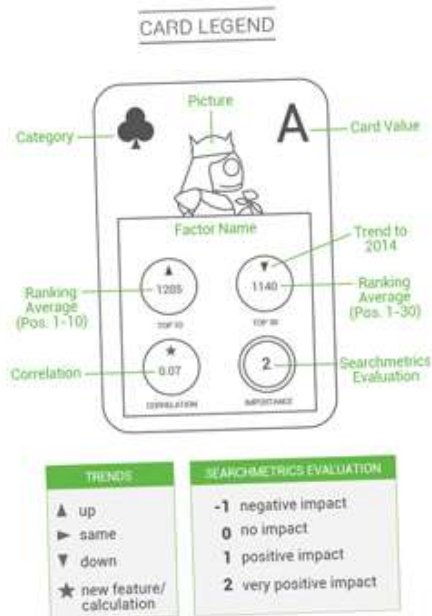 CARD LEGEND
Picture
Category
A
Card Value
Factor Name
Trend to
2014
1205
1140
Ranking
Average
(Pos. 1-10)
Ranking
Average
(Pos. 1-30)
TOP 10
TOP 30
Correlation
0.07
2
Searchmetrics
Evaluation
CORRELATION
IMPORTANCE
TRENDS
up
same
down
new feature/
calculation
SEARCHMETRICS EVALUATION
-1 negative impact
0 no impact
1 positive impact
2 very positive impact